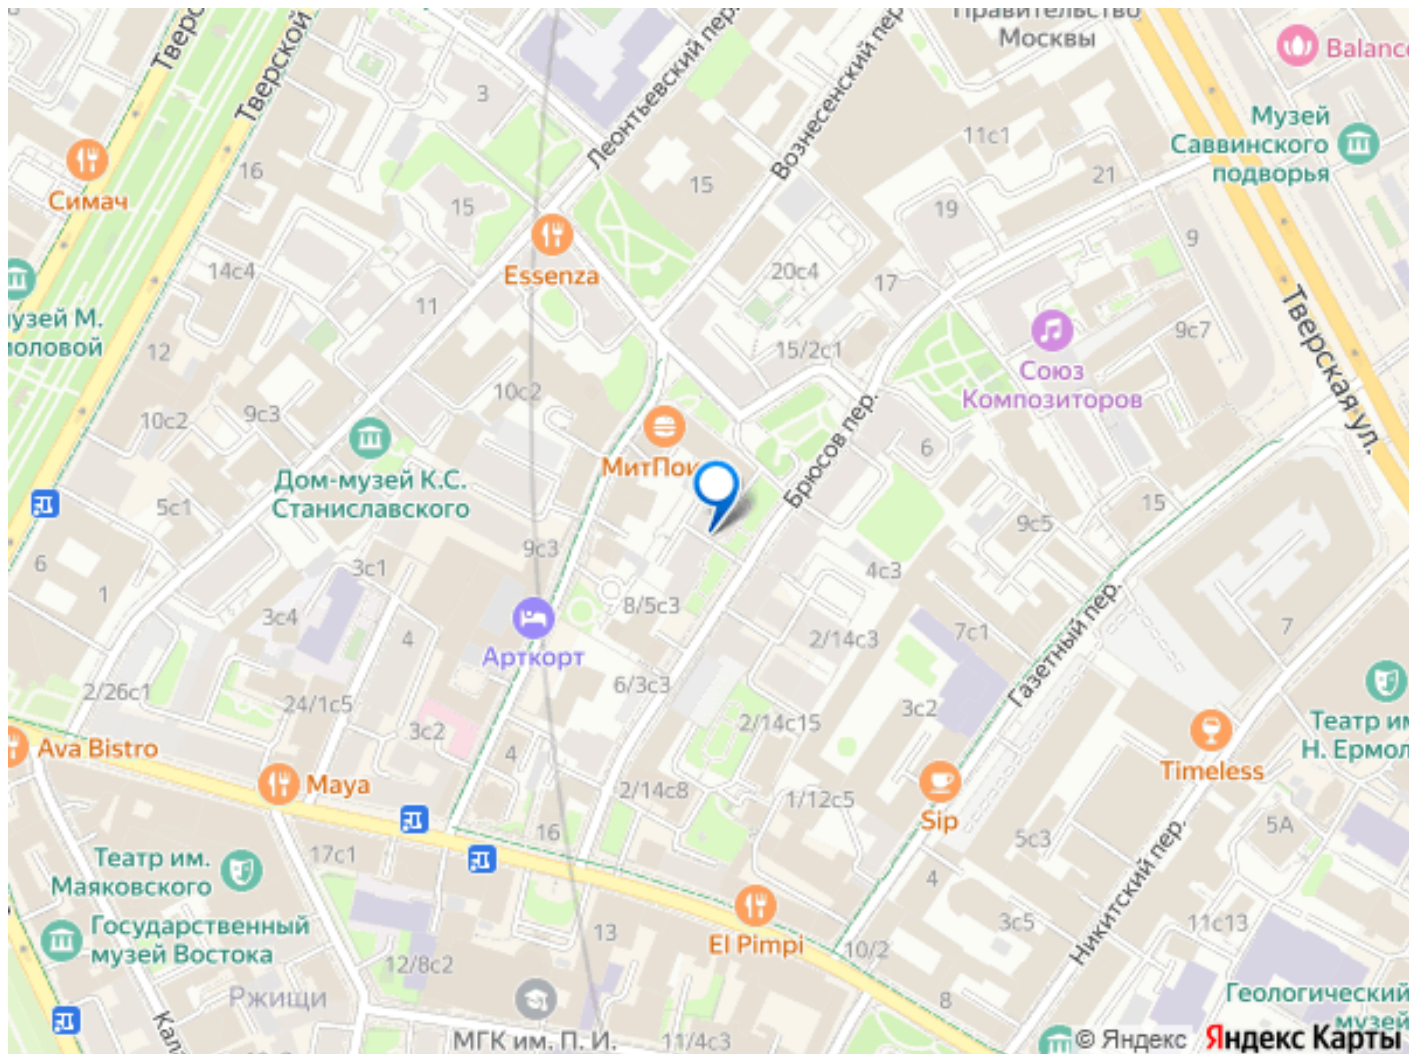 Правительство
Москвы
Balance
Тверской
Леонтьевский пер.
Вознесенский пер.
Музей
Саввинского
подворья
3
11с1
16
Симач
15
15
21
19
9
Essenza
14с4
20с4
17
11
12
15/2с1
9с7
Союз
Композиторов
Тверская ул.
10с2
10с2
9с3
МитПои
Брюсов пер.
6
Дом-музей К.С.
Станиславского
5с1
15
9с5
6
1
3с1
9с3
4с3
3с4
4
8/5с3
2/14с3
7с1
7
Газетный пер.
Арткорт
2/26с1
24/1с5
6/3с3
3с2
3с2
2/14с15
4
Ava Bistro
Maya
2/14с8
1/12с5
Sip
Timeless
Театр им
Н. Ермол
16
17с1
5с3
5А
Театр им.
Маяковского
4
Никитский пер.
Государственный
музей Востока
13
El Pimpi
10/2
3с5
11с13
12/8с2
Ржищи
8
Геологический
музей
МГК им. П. И.
11/4с3
© Яндекс
Яндекс Карты